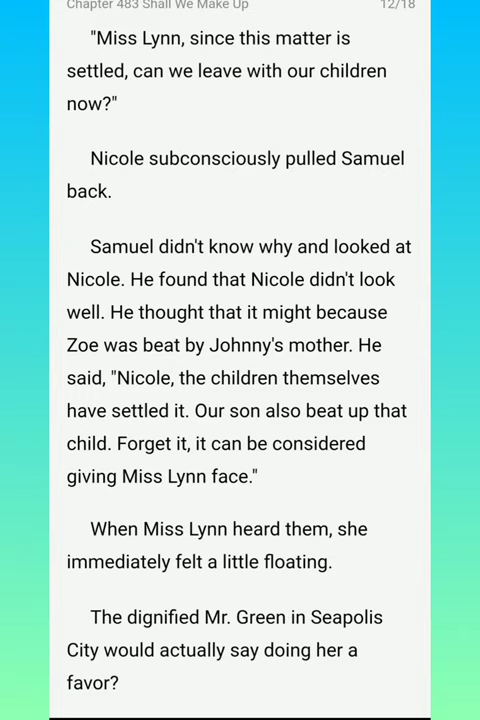 Chapter 483 Shall We Make Up 12/18
"Miss Lynn, since this matter is
settled, can we leave with our children
now?"
Nicole subconsciously pulled Samuel
back.
Samuel didn't know why and looked at
Nicole. He found that Nicole didn't look
well. He thought that it might because
Zoe was beat by Johnny's mother. He
said, "Nicole, the children themselves
have settled it. Our son also beat up that
child. Forget it, it can be considered
giving Miss Lynn face."
When Miss Lynn heard them, she
immediately felt a little floating.
The dignified Mr. Green in Seapolis
City would actually say doing her a
favor?